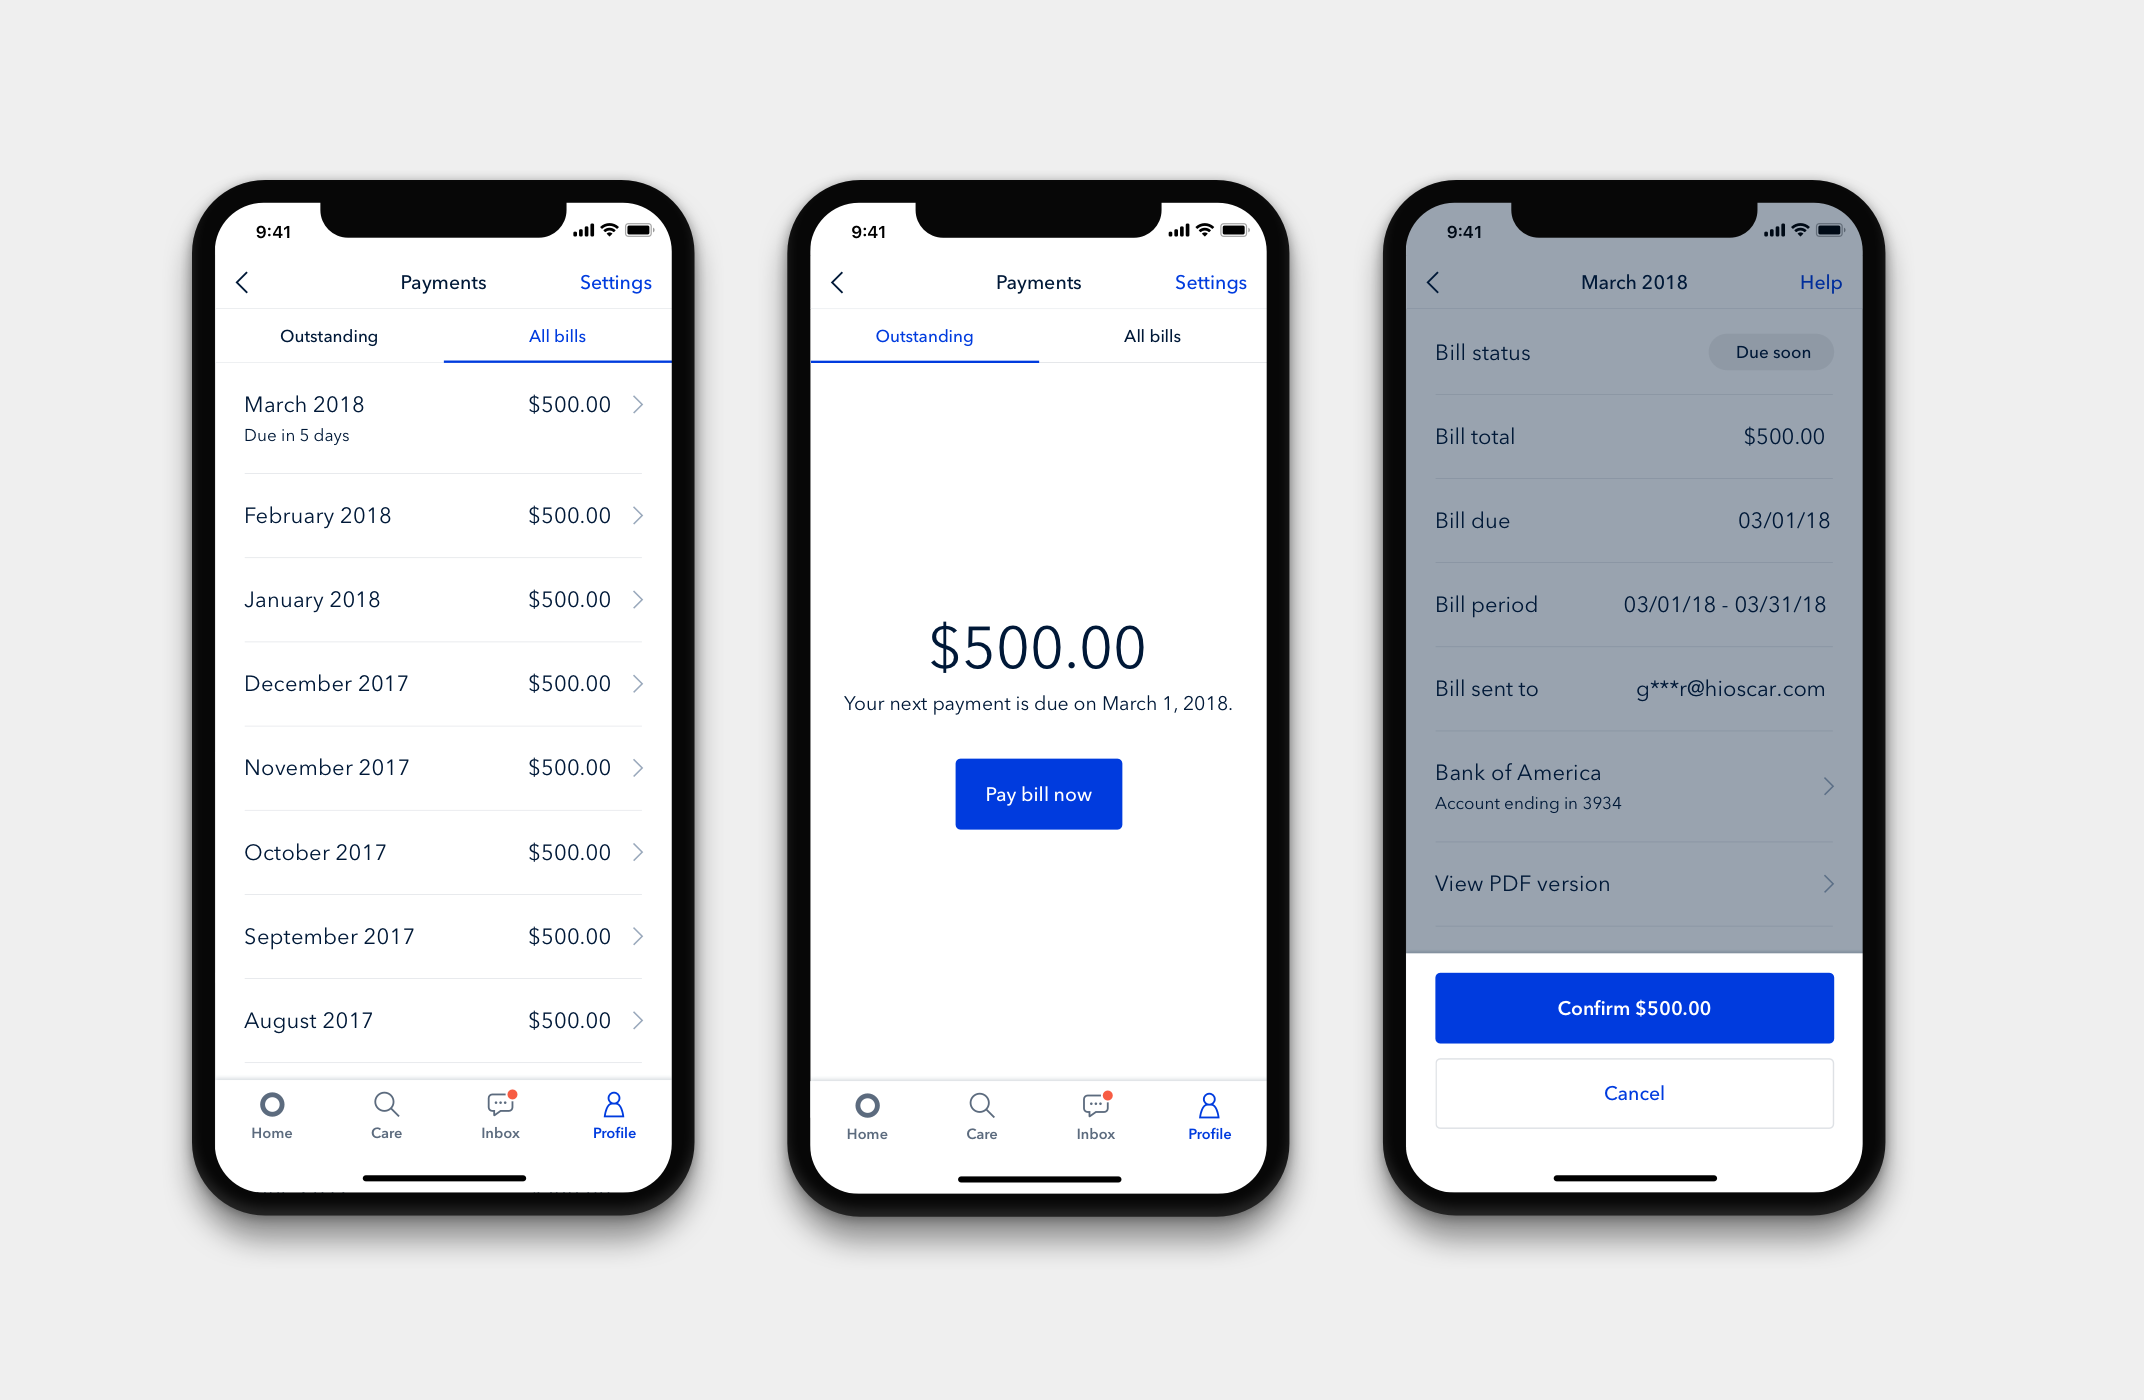 9:41
Payments
Settings
Outstanding
All bills
March 2018
$500.00
Due in 5 days
February 2018
$500.00
January 2018
$500.00
December 2017
$500.00
November 2017
$500.00
October 2017
$500.00
September 2017
$500.00
August 2017
$500.00
Home
Care
Inbox
Profile
9:41
Payments
Settings
Outstanding
All bills
$500.00
Your next payment is due on March 1, 2018.
Pay bill now
Home
Care
Inbox
Profile
9:41
March 2018
Help
Bill status
Due soon
Bill total
$500.00
Bill due
03/01/18
Bill period
03/01/18 - 03/31/18
Bill sent to
g***r@hioscar.com
Bank of America
Account ending in 3934
View PDF version
Confirm $500.00
Cancel